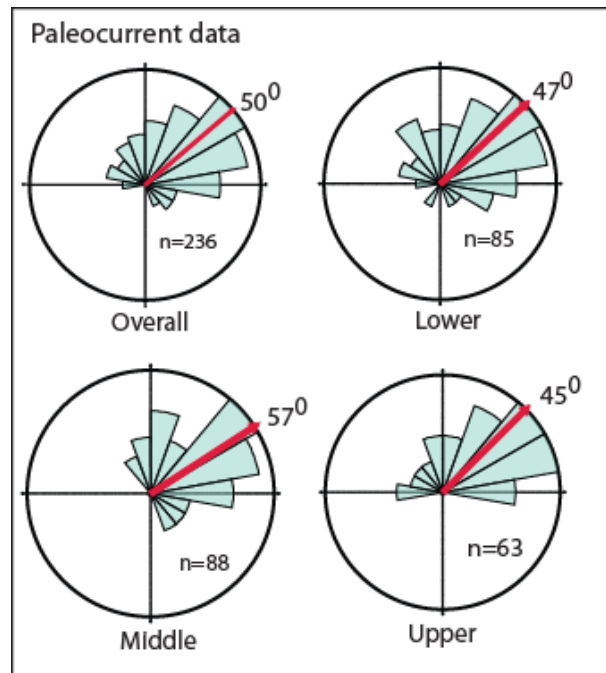 Paleocurrent data
50⁰
n=236
Overall
47⁰
n=85
Lower
57⁰
n=88
Middle
45⁰
n=63
Upper